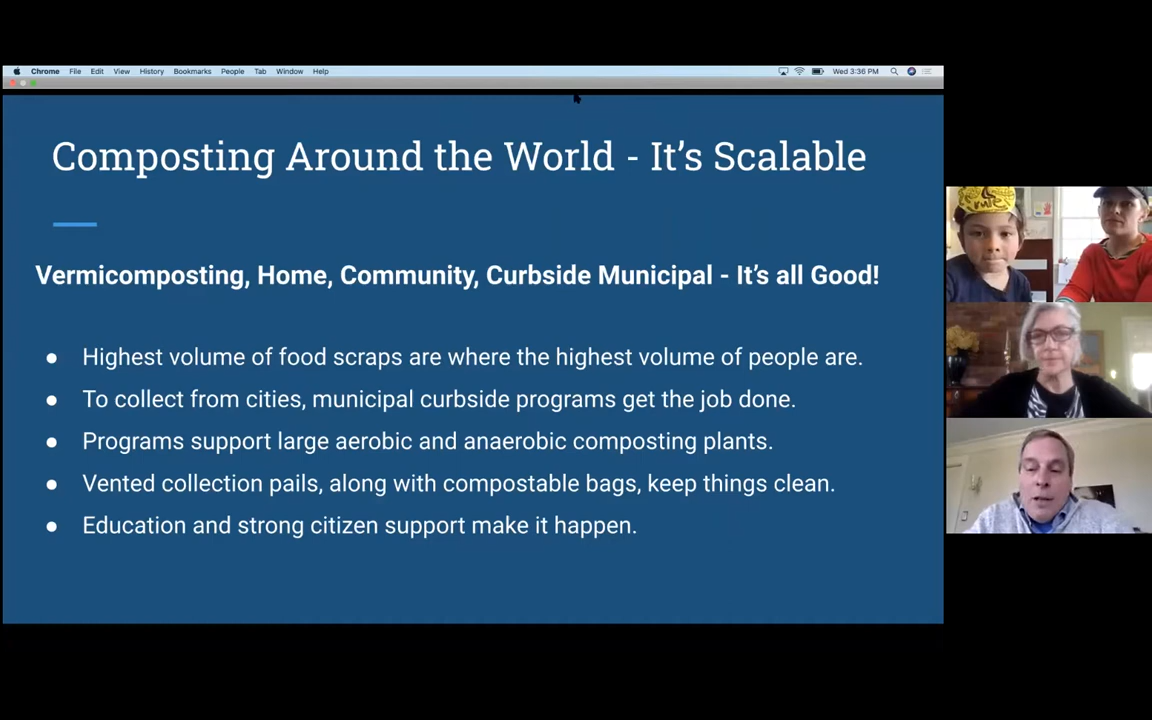 Chrome File Edit View History Bookmarks People Tab Window Help Wed 3:36 PM
Composting Around the World - It's Scalable
Vermicomposting, Home, Community, Curbside Municipal - It's all Good!
● Highest volume of food scraps are where the highest volume of people are.
● To collect from cities, municipal curbside programs get the job done.
● Programs support large aerobic and anaerobic composting plants.
● Vented collection pails, along with compostable bags, keep things clean.
● Education and strong citizen support make it happen.
rule